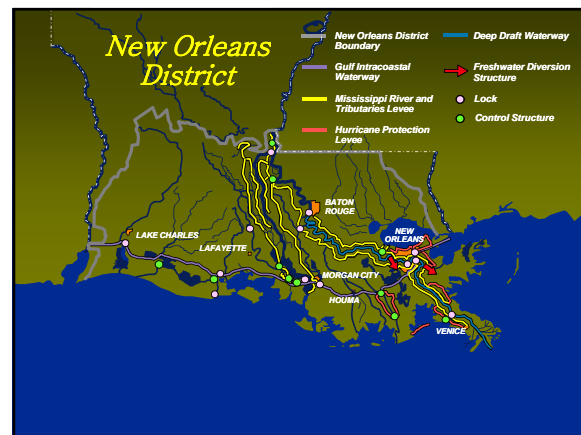 New Orleans
District
New Orleans District
Boundary
Gulf Intracoastal
Waterway
Mississippi River and
Tributaries Levee
Hurricane Protection
Levee
Deep Draft Waterway
Freshwater Diversion
Structure
Lock
Control Structure
BATON
ROUGE
LAKE CHARLES
LAFAYETTE
NEW
ORLEANS
MORGAN CITY
HOUMA
VENICE